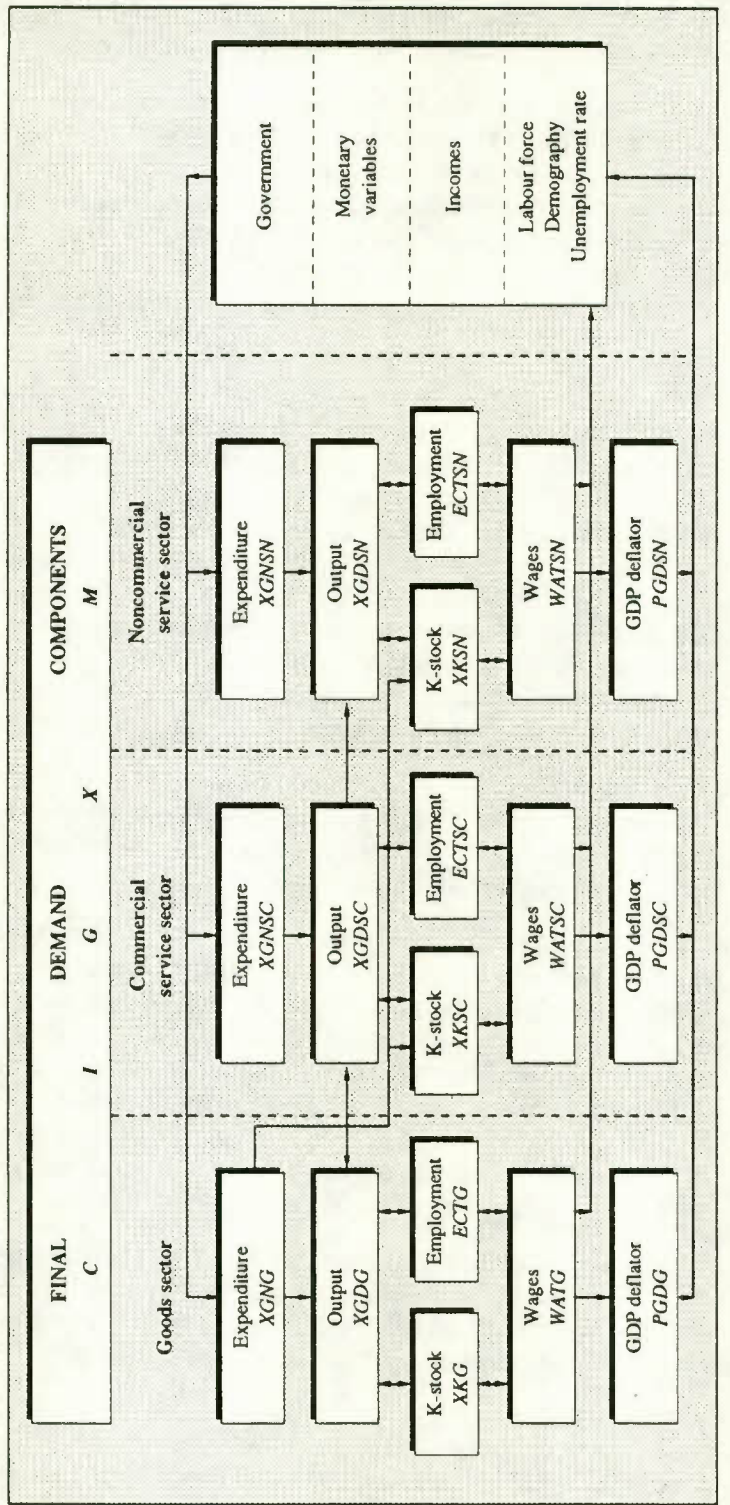 FINAL DEMAND COMPONENTS
C I G X M
Goods sector
Commercial
service sector
Noncommercial
service sector
Expenditure
XGNG
Expenditure
XGNSC
Expenditure
XGNSN
Output
XGDG
Output
XGDSC
Output
XGDSN
K-stock
XKG
Employment
ECTG
K-stock
XKSC
Employment
ECTSC
K-stock
XKSN
Employment
ECTSN
Wages
WATG
Wages
WATSC
Wages
WATSN
GDP deflator
PGDG
GDP deflator
PGDSC
GDP deflator
PGDSN
Government
Monetary
variables
Incomes
Labour force
Demography
Unemployment rate